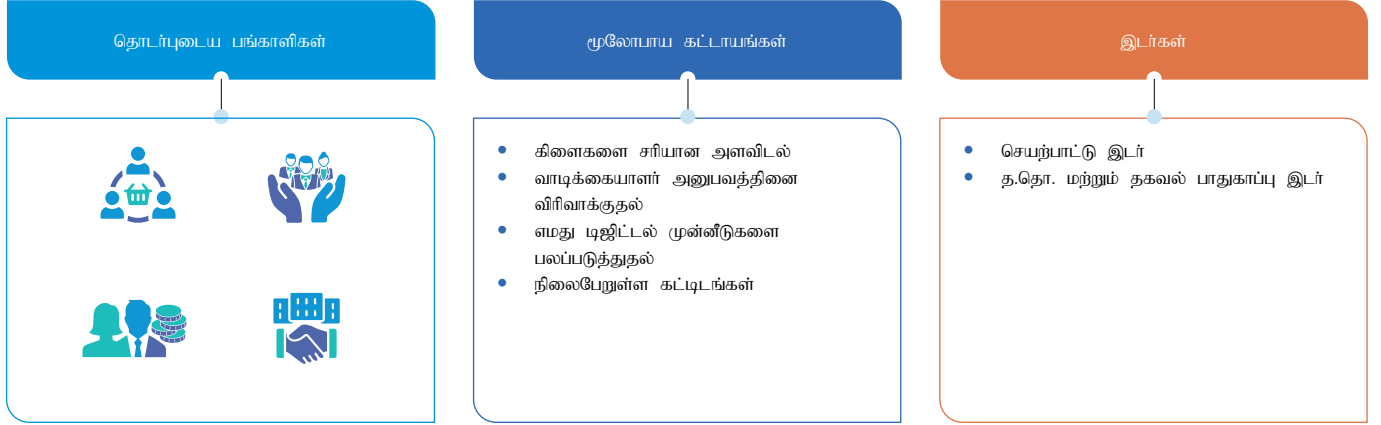 தொடர்புடைய பங்காளிகள்
மூலோபாய கட்டாயங்கள்
• கிளைகளை சரியான அளவிடல்
• வாடிக்கையாளர் அனுபவத்தினை
விரிவாக்குதல்
• எமது டிஜிட்டல் முன்னீடுகளை
பலப்படுத்துதல்
• நிலைபேறுள்ள கட்டிடங்கள்
இடர்கள்
• செயற்பாட்டு இடர்
• த.தொ. மற்றும் தகவல் பாதுகாப்பு இடர்